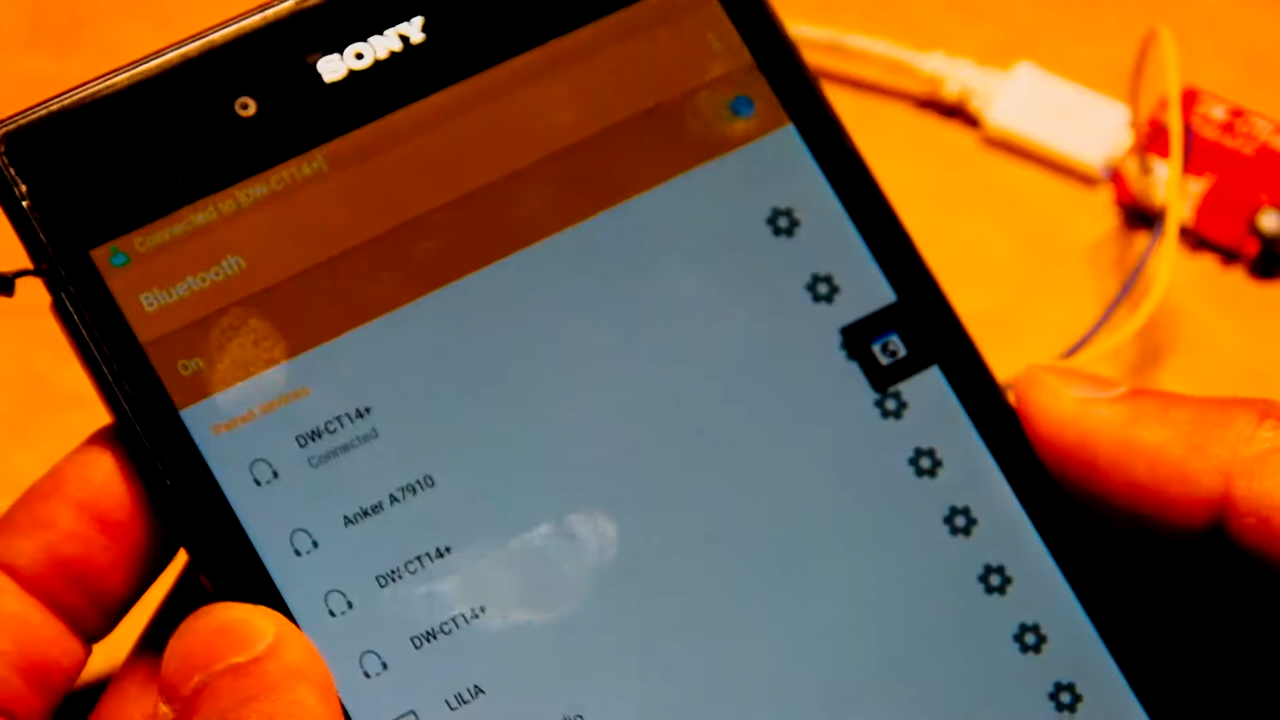 SONY
Connected to [DW-CT14+]
Bluetooth
On
Paired devices
DW-CT14+
Connected
Anker A7910
DW-CT14+
DW-CT14+
LILIA